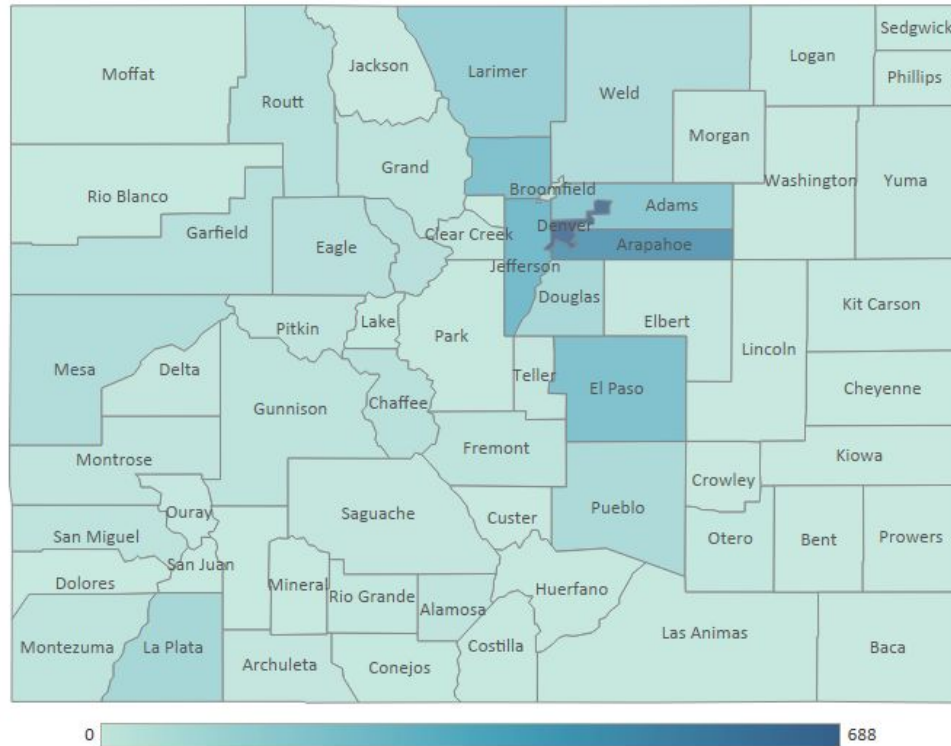 Sedgwick
Logan
Jackson
Larimer
Moffat
Phillips
Weld
Routt
Morgan
Grand
Washington
Yuma
Rio Blanco
Broomfield
Adams
Denver
Garfield
Clear Creek
Eagle
Arapahoe
Jefferson
Douglas
Kit Carson
Lake
Elbert
Pitkin
Park
Lincoln
Mesa
Delta
Teller
El Paso
Cheyenne
Chaffee
Gunnison
Fremont
Montrose
Kiowa
Crowley
Pueblo
Ouray
Saguache
Custer
San Miguel
Otero
Bent
Prowers
San Juan
Dolores
Mineral
Huerfano
Rio Grande
Alamosa
Las Animas
Montezuma
La Plata
Costilla
Baca
Archuleta
Conejos
0
688